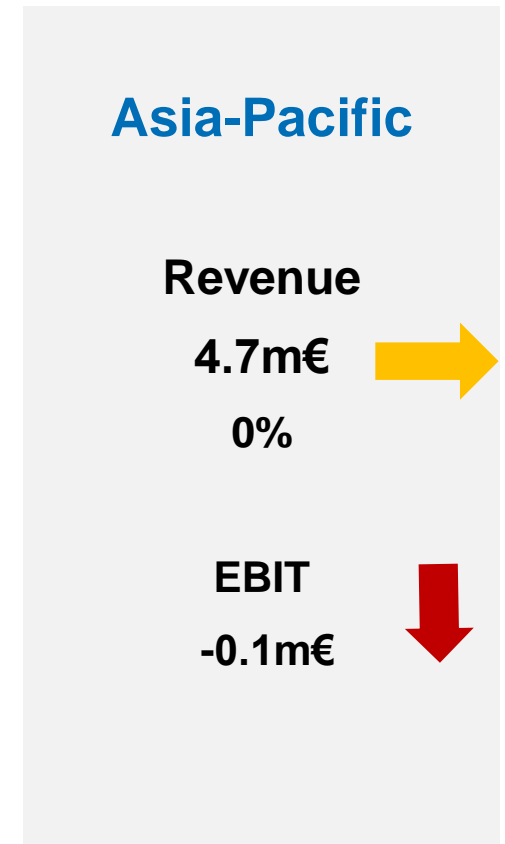 Asia-Pacific
Revenue
4.7m€
0%
EBIT
-0.1m€